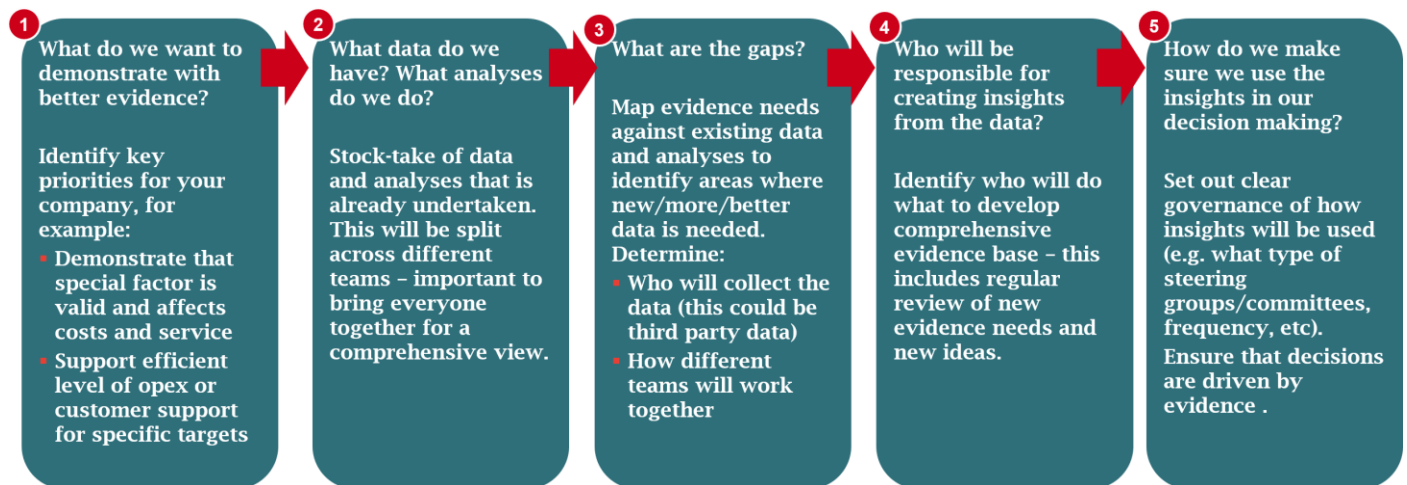 1
What do we want to
demonstrate with
better evidence?
Identify key
priorities for your
company, for
example:
▪ Demonstrate that
special factor is
valid and affects
costs and service
▪ Support efficient
level of opex or
customer support
for specific targets
2
What data do we
have? What analyses
do we do?
Stock-take of data
and analyses that is
already undertaken.
This will be split
across different
teams – important to
bring everyone
together for a
comprehensive view.
3
What are the gaps?
Map evidence needs
against existing data
and analyses to
identify areas where
new/more/better
data is needed.
Determine:
▪ Who will collect the
data (this could be
third party data)
▪ How different
teams will work
together
4
Who will be
responsible for
creating insights
from the data?
Identify who will do
what to develop
comprehensive
evidence base – this
includes regular
review of new
evidence needs and
new ideas.
5
How do we make
sure we use the
insights in our
decision making?
Set out clear
governance of how
insights will be used
(e.g. what type of
steering
groups/committees,
frequency, etc).
Ensure that decisions
are driven by
evidence .